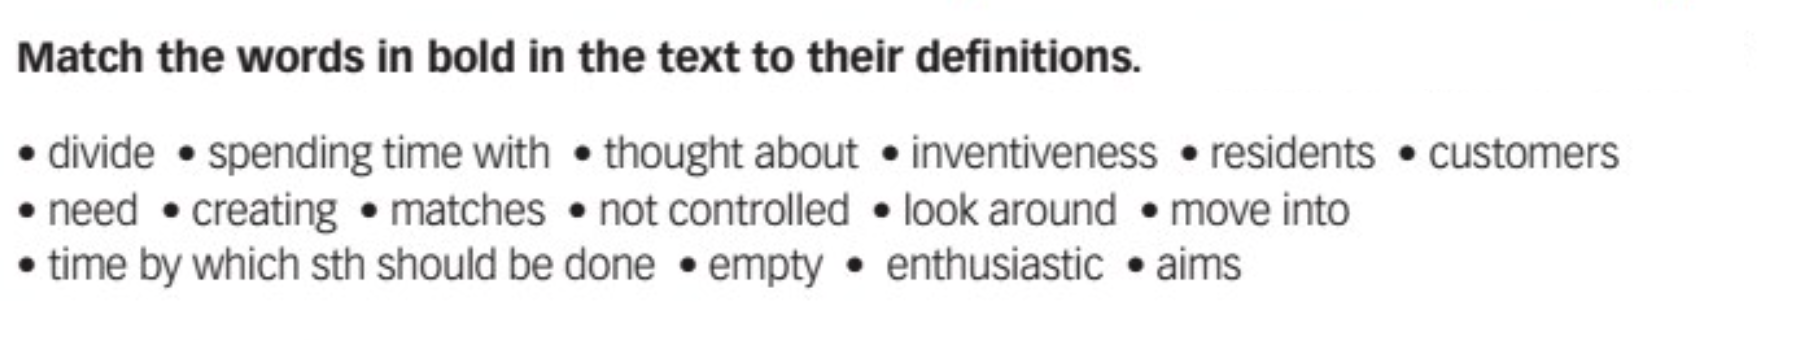 Match the words in bold in the text to their definitions.
• divide • spending time with • thought about • inventiveness • residents • customers
• need • creating • matches • not controlled • look around • move into
• time by which sth should be done • empty • enthusiastic • aims